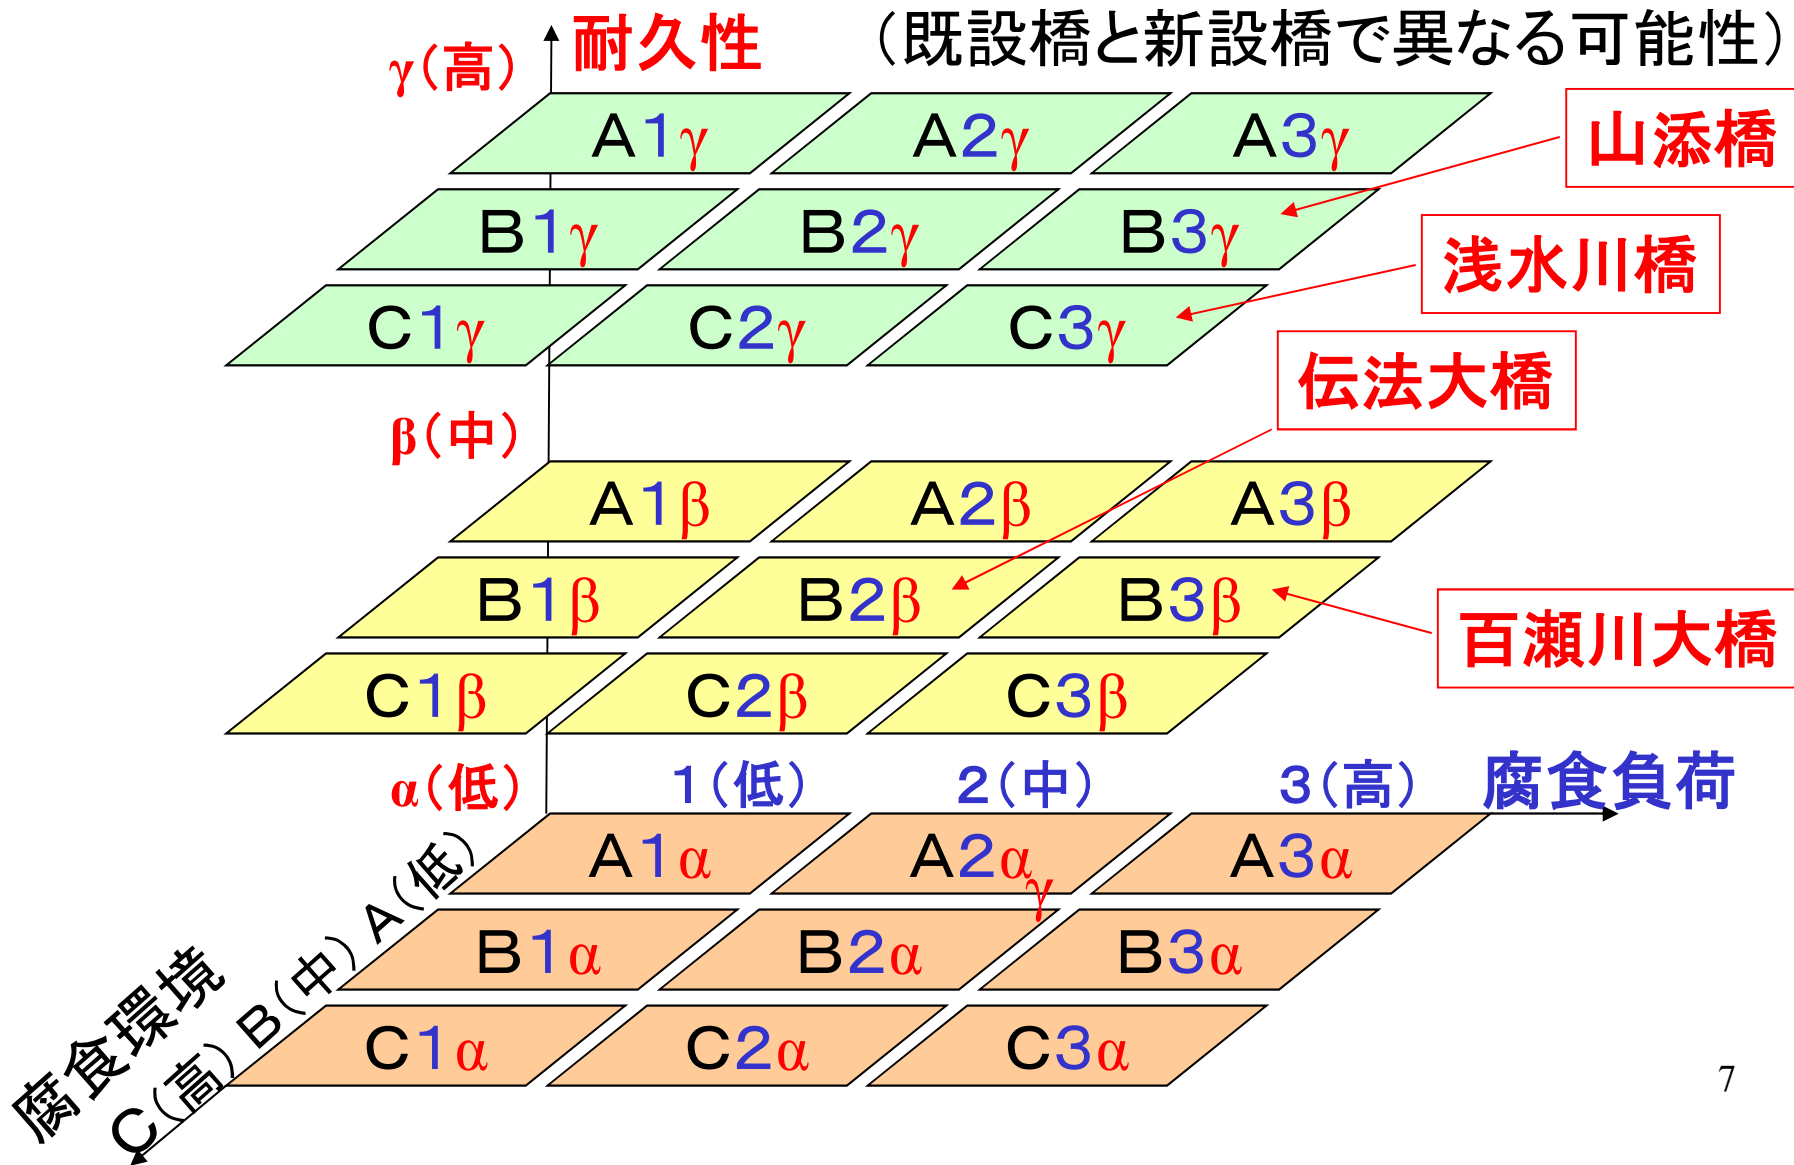 耐久性 （既設橋と新設橋で異なる可能性）
γ（高）
A1γ A2γ A3γ
山添橋
B1γ B2γ B3γ
浅水川橋
C1γ C2γ C3γ
伝法大橋
β（中）
A1β A2β A3β
B1β B2β B3β
百瀬川大橋
C1β C2β C3β
α（低） 1（低） 2（中） 3（高） 腐食負荷
A1α A2α A3α
γ
B1α B2α B3α
C1α C2α C3α
A（低）
B（中）
C（高）
腐食環境
7